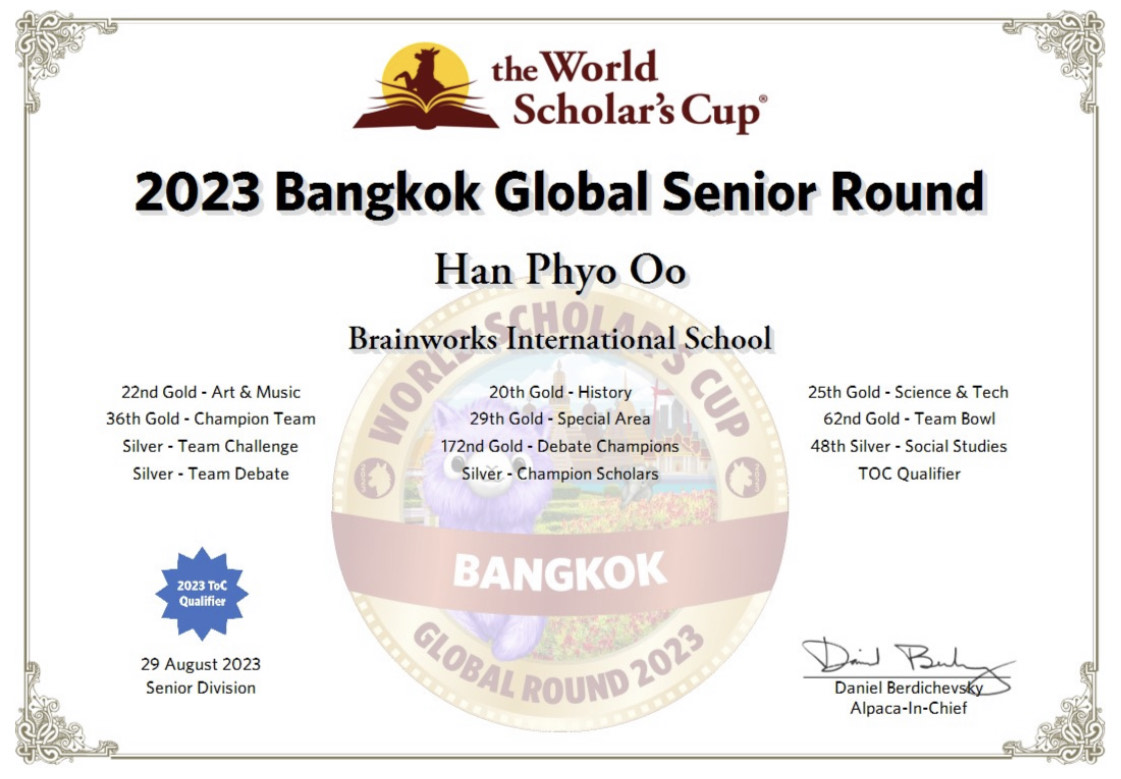 the World
Scholar's Cup®
2023 Bangkok Global Senior Round
Han Phyo Oo
Brainworks International School
WORLD SCHOLAR'S CUP
22nd Gold - Art & Music
36th Gold - Champion Team
Silver - Team Challenge
Silver - Team Debate
20th Gold - History
29th Gold - Special Area
172nd Gold - Debate Champions
Silver - Champion Scholars
25th Gold - Science & Tech
62nd Gold - Team Bowl
48th Silver - Social Studies
TOC Qualifier
BANGKOK
GLOBAL ROUND 2023
2023 ToC
Qualifier
29 August 2023
Senior Division
Daniel Berdichevsky
Alpaca-In-Chief